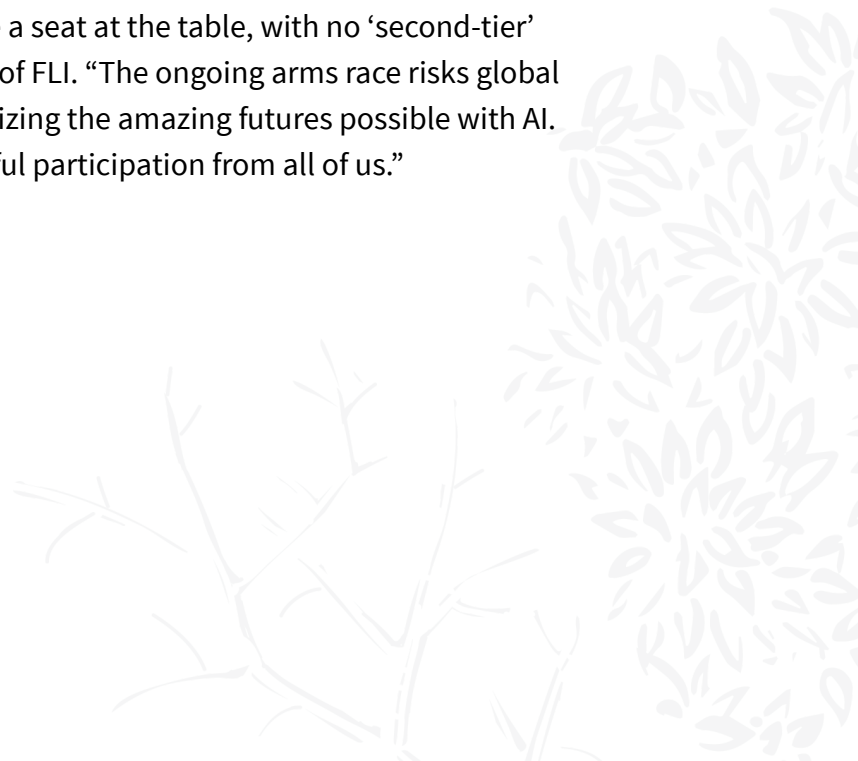 a seat at the table, with no ‘second-tier’
of FLI. “The ongoing arms race risks global
izing the amazing futures possible with AI.
ul participation from all of us.”